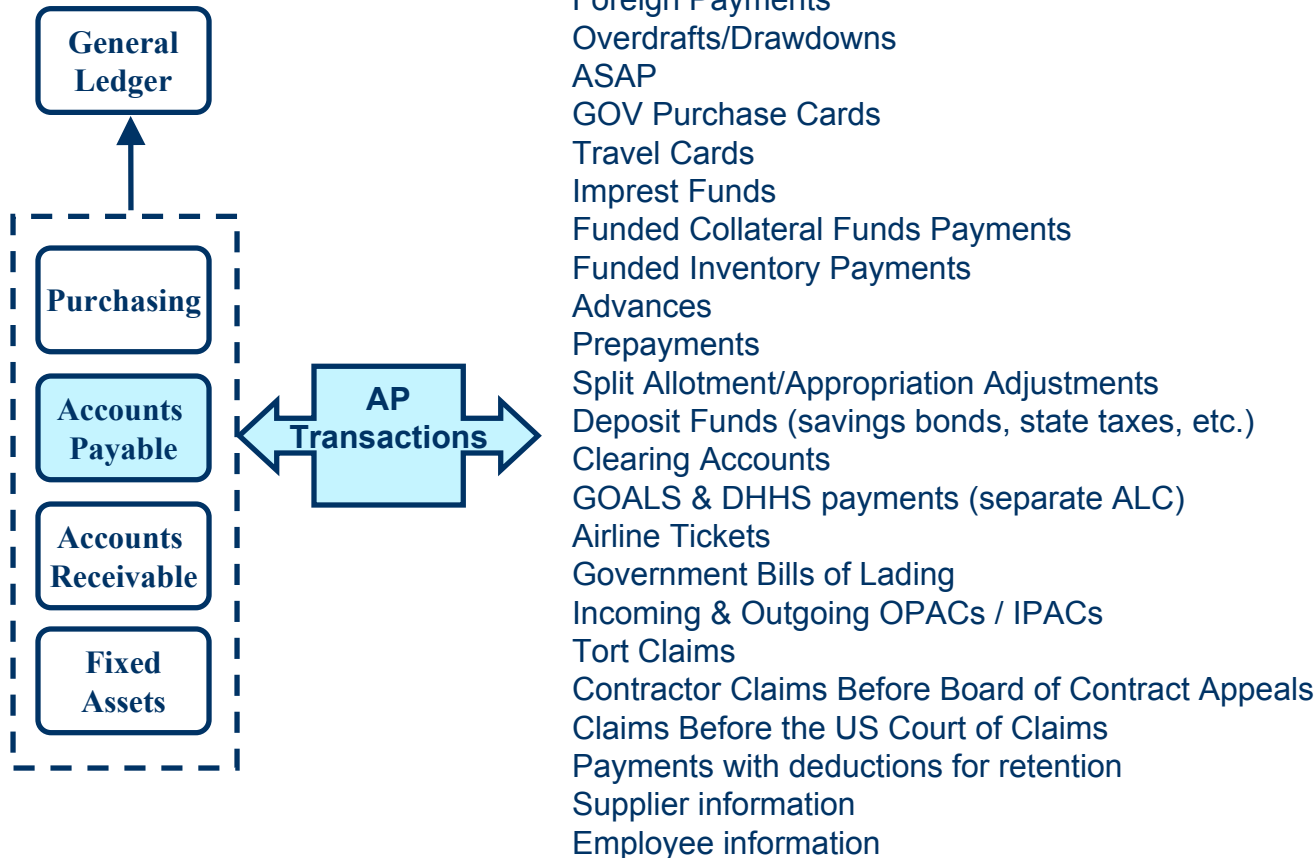 General
Ledger
Purchasing
Accounts
Payable
Accounts
Receivable
Fixed
Assets
AP
Transactions
Foreign Payments
Overdrafts/Drawdowns
ASAP
GOV Purchase Cards
Travel Cards
Imprest Funds
Funded Collateral Funds Payments
Funded Inventory Payments
Advances
Prepayments
Split Allotment/Appropriation Adjustments
Deposit Funds (savings bonds, state taxes, etc.)
Clearing Accounts
GOALS & DHHS payments (separate ALC)
Airline Tickets
Government Bills of Lading
Incoming & Outgoing OPACs / IPACs
Tort Claims
Contractor Claims Before Board of Contract Appeals
Claims Before the US Court of Claims
Payments with deductions for retention
Supplier information
Employee information